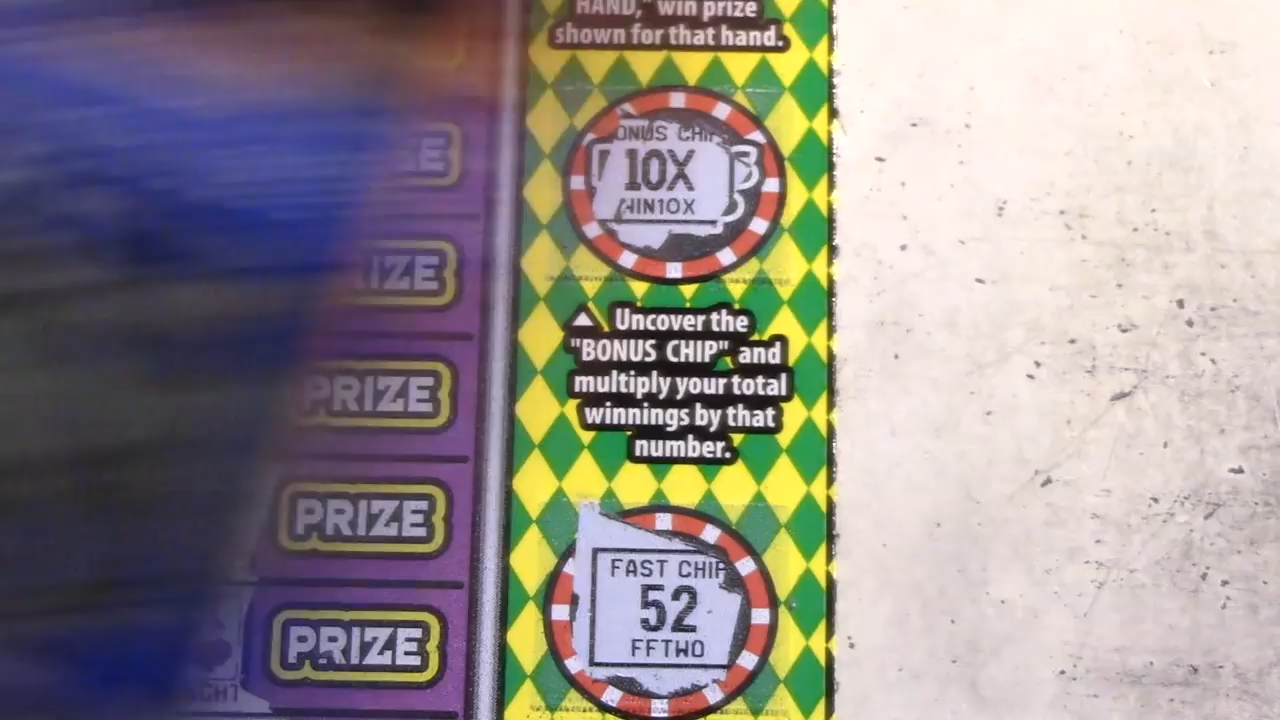 HAND," win prize
shown for that hand.
10X
WIN10X
▲ Uncover the
"BONUS CHIP" and
multiply your total
winnings by that
number.
PRIZE
PRIZE
PRIZE
FAST CHIP
52
FFTWO